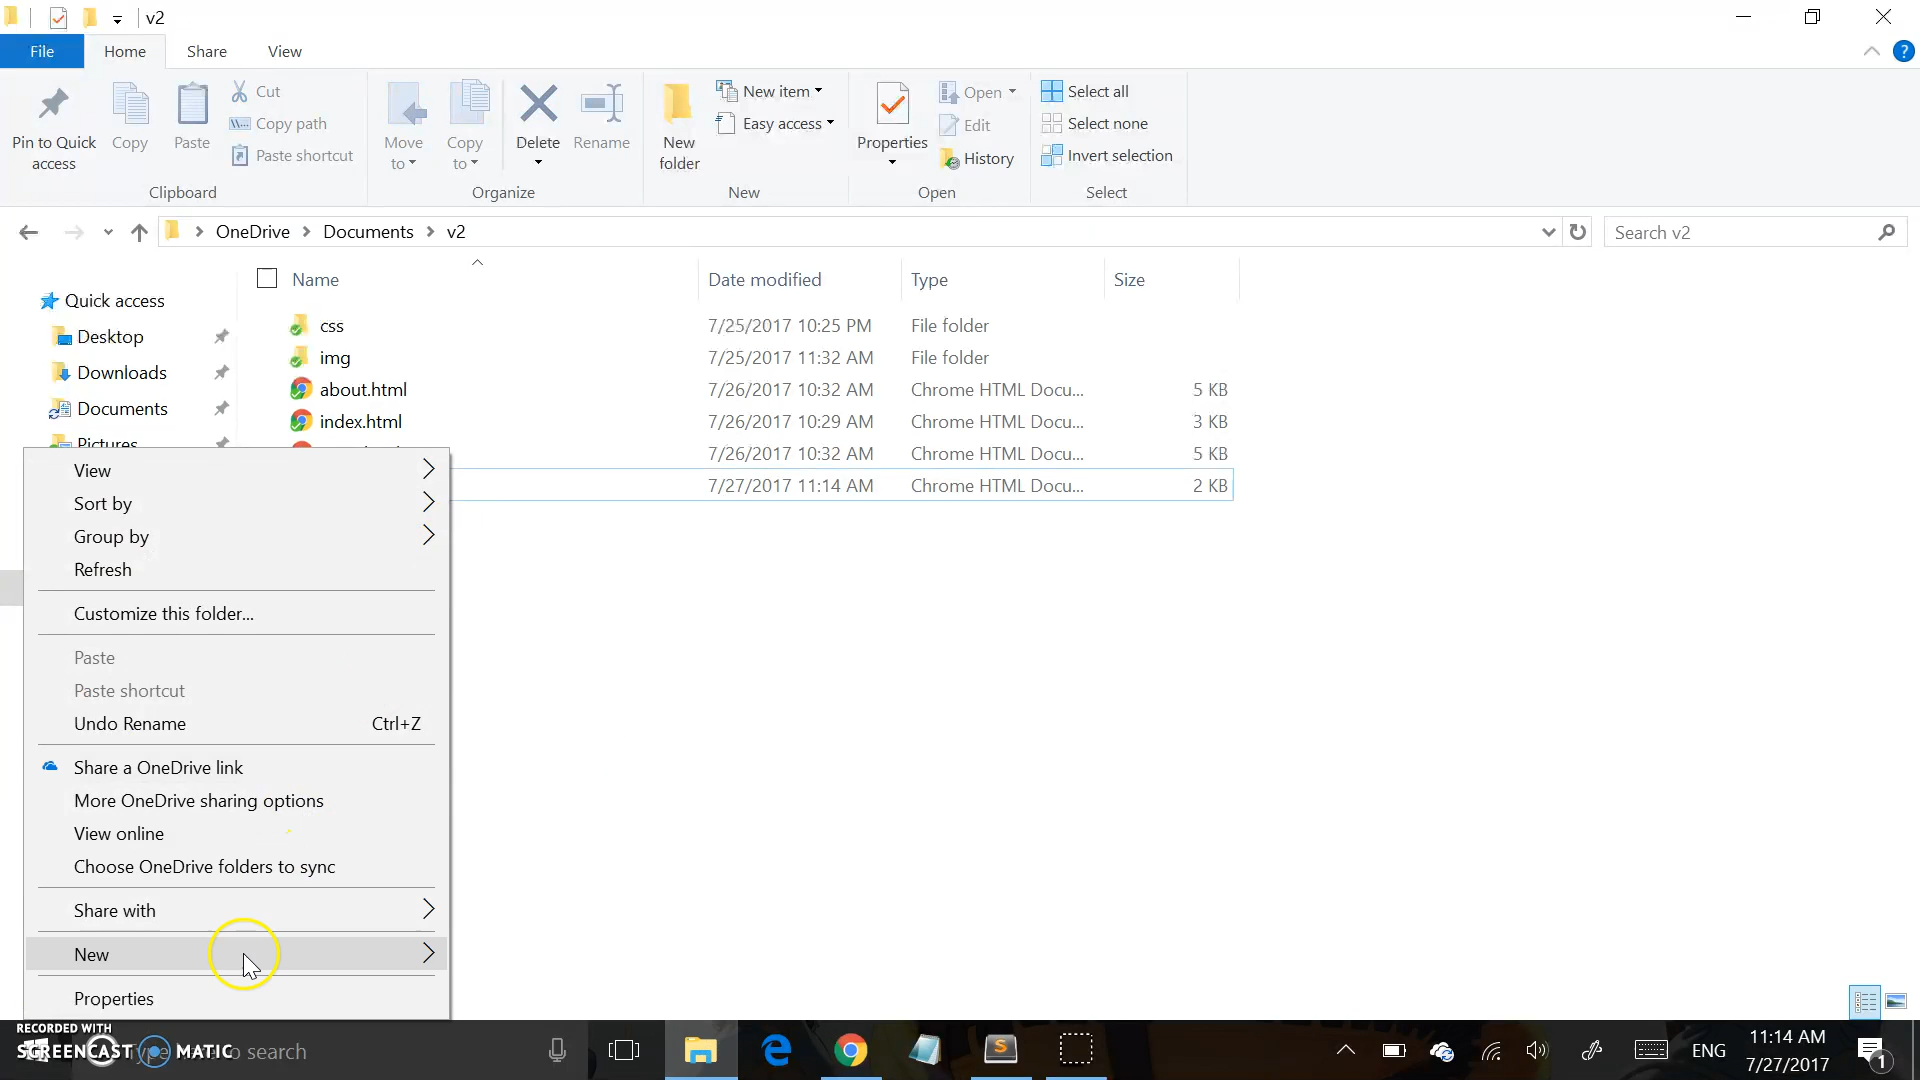 v2
File Home Share View
Pin to Quick access
Copy
Paste
Cut
Copy path
Paste shortcut
Clipboard
Move to
Copy to
Delete
Rename
Organize
New folder
New item
Easy access
New
Properties
Open
Edit
History
Open
Select all
Select none
Invert selection
Select
OneDrive Documents v2
Search v2
Name Date modified Type Size
Quick access
Desktop
Downloads
Documents
Pictures
css 7/25/2017 10:25 PM File folder
img 7/25/2017 11:32 AM File folder
about.html 7/26/2017 10:32 AM Chrome HTML Docu... 5 KB
index.html 7/26/2017 10:29 AM Chrome HTML Docu... 3 KB
7/26/2017 10:32 AM Chrome HTML Docu... 5 KB
7/27/2017 11:14 AM Chrome HTML Docu... 2 KB
View
Sort by
Group by
Refresh
Customize this folder...
Paste
Paste shortcut
Undo Rename Ctrl+Z
Share a OneDrive link
More OneDrive sharing options
View online
Choose OneDrive folders to sync
Share with
New
Properties
RECORDED WITH
SCREENCAST MATIC
to search
ENG
11:14 AM
7/27/2017
1